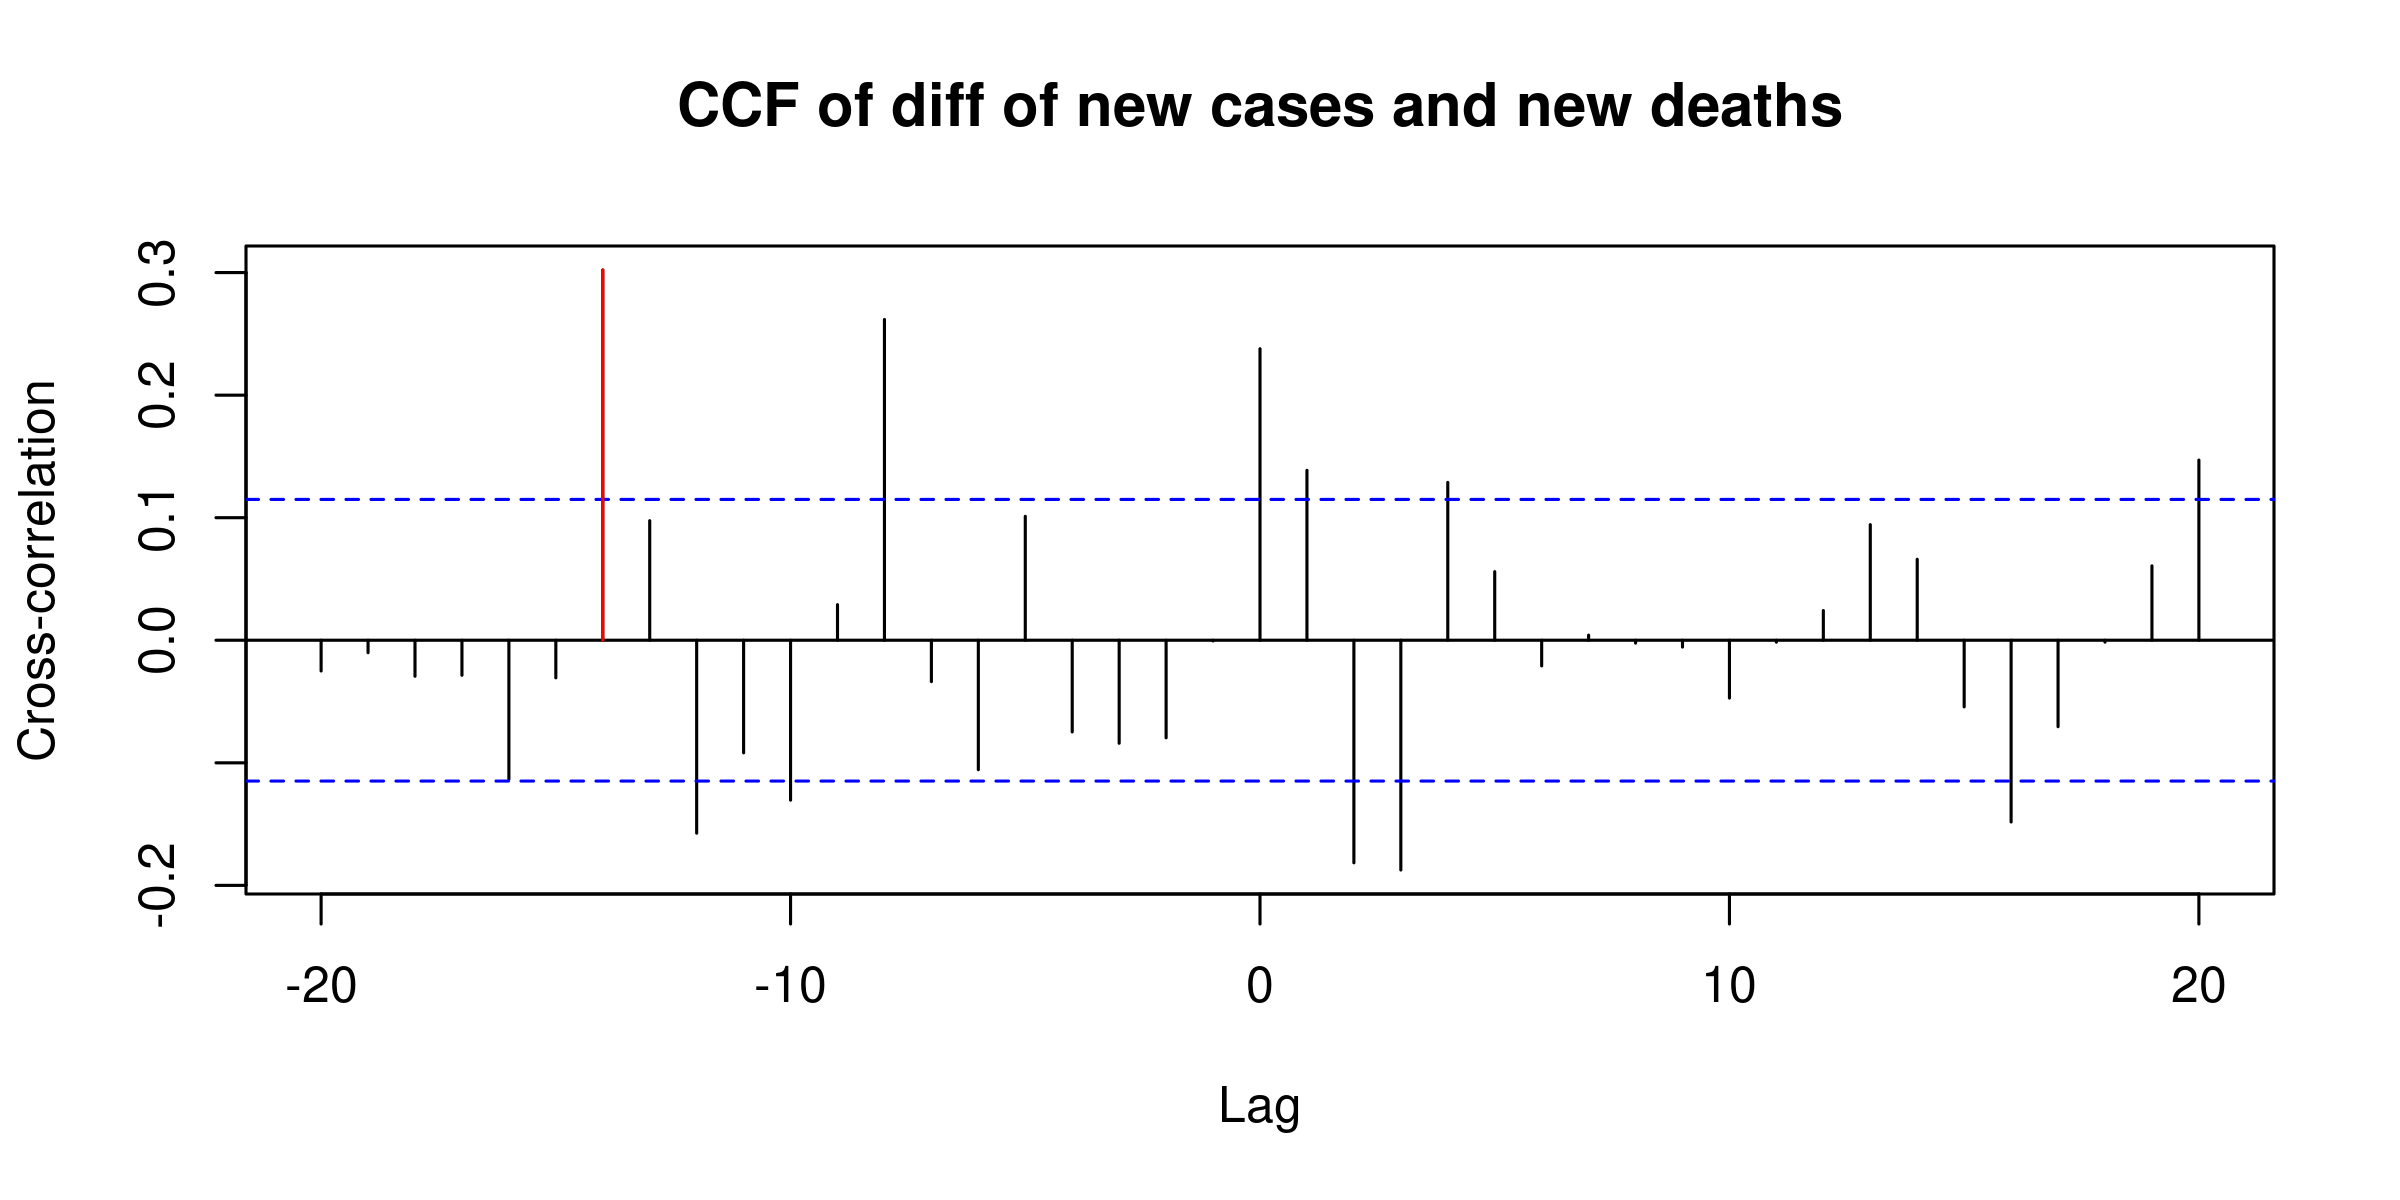 CCF of diff of new cases and new deaths
Cross-correlation
0.3
0.2
0.1
0.0
-0.2
-20 -10 0 10 20
Lag